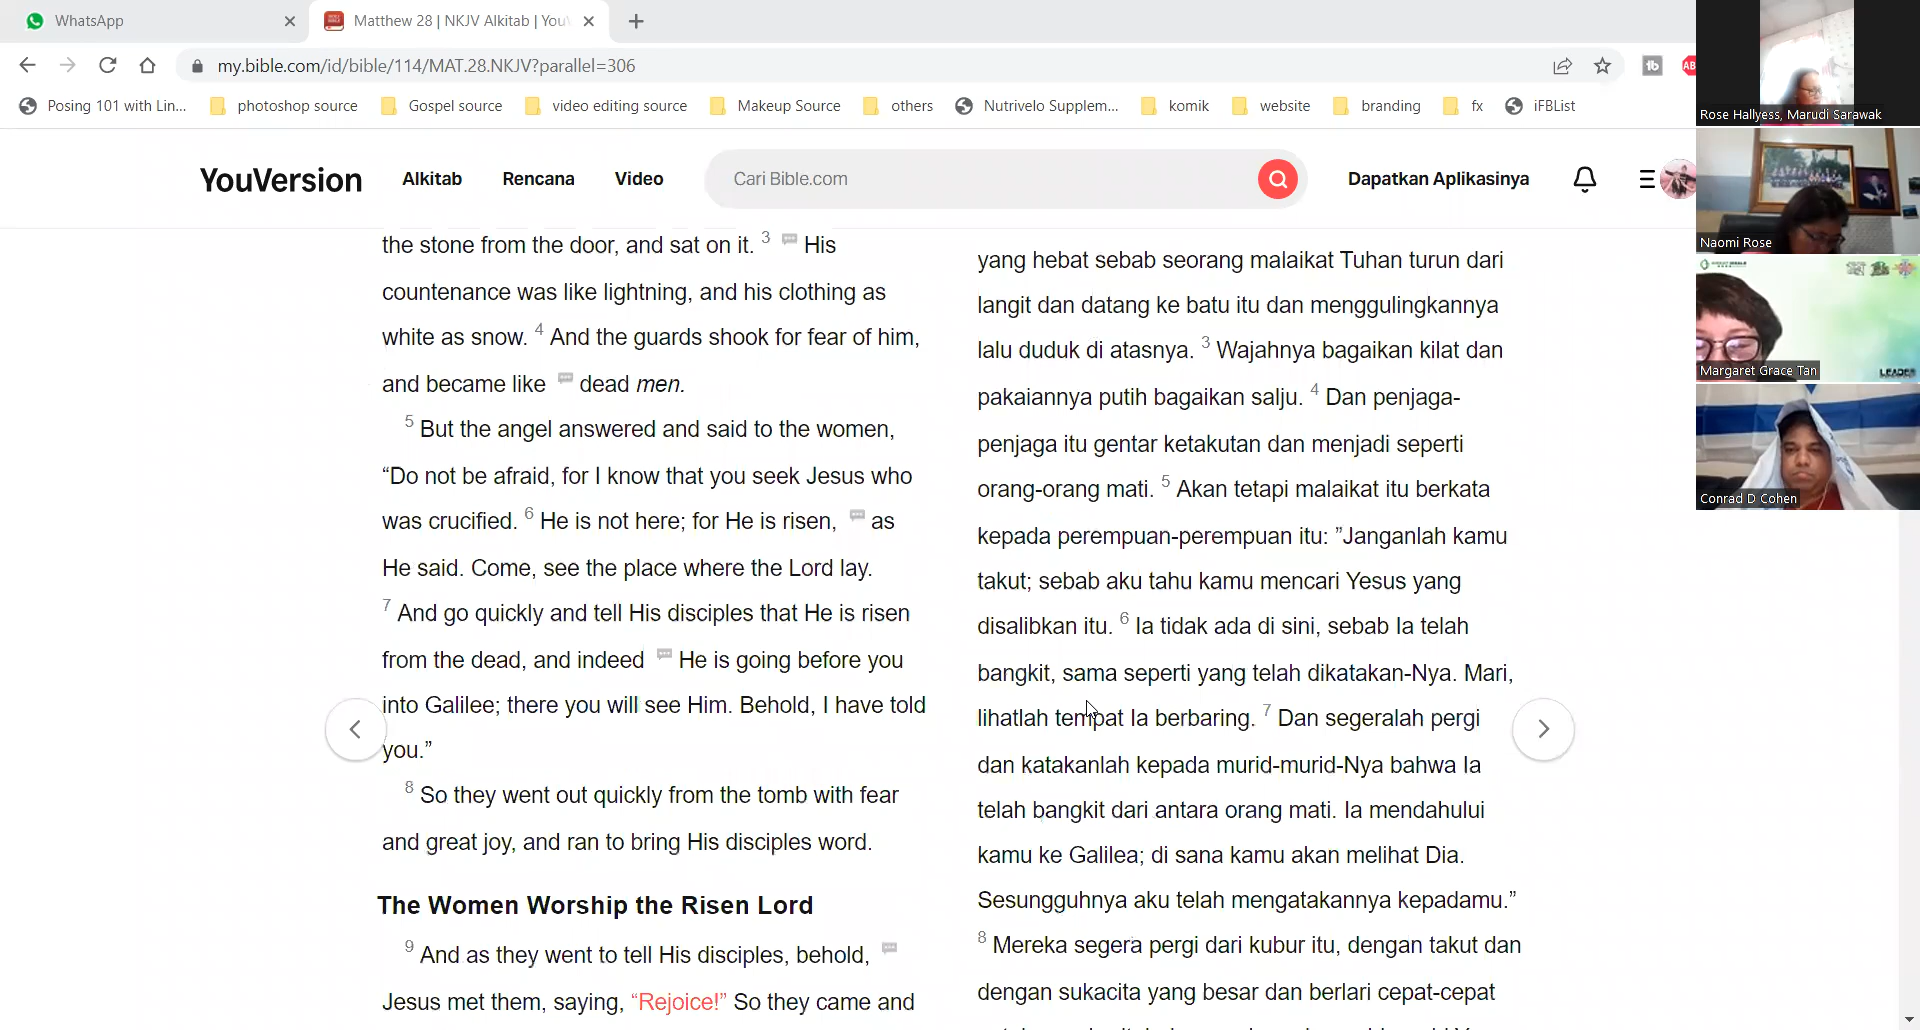 WhatsApp
Matthew 28 | NKJV Alkitab | You
my.bible.com/id/bible/114/MAT.28.NKJV?parallel=306
Posing 101 with Lin... photoshop source Gospel source video editing source Makeup Source others Nutrivelo Supplem... komik website branding fx iFBList
YouVersion Alkitab Rencana Video Cari Bible.com Dapatkan Aplikasinya
the stone from the door, and sat on it. 3 His
countenance was like lightning, and his clothing as
white as snow. 4 And the guards shook for fear of him,
and became like dead men.
5 But the angel answered and said to the women,
“Do not be afraid, for I know that you seek Jesus who
was crucified. 6 He is not here; for He is risen, as
He said. Come, see the place where the Lord lay.
7 And go quickly and tell His disciples that He is risen
from the dead, and indeed He is going before you
into Galilee; there you will see Him. Behold, I have told
you.”
8 So they went out quickly from the tomb with fear
and great joy, and ran to bring His disciples word.
The Women Worship the Risen Lord
9 And as they went to tell His disciples, behold,
Jesus met them, saying, “Rejoice!” So they came and
yang hebat sebab seorang malaikat Tuhan turun dari
langit dan datang ke batu itu dan menggulingkannya
lalu duduk di atasnya. 3 Wajahnya bagaikan kilat dan
pakaiannya putih bagaikan salju. 4 Dan penjaga-
penjaga itu gentar ketakutan dan menjadi seperti
orang-orang mati. 5 Akan tetapi malaikat itu berkata
kepada perempuan-perempuan itu: ”Janganlah kamu
takut; sebab aku tahu kamu mencari Yesus yang
disalibkan itu. 6 Ia tidak ada di sini, sebab Ia telah
bangkit, sama seperti yang telah dikatakan-Nya. Mari,
lihatlah tempat Ia berbaring. 7 Dan segeralah pergi
dan katakanlah kepada murid-murid-Nya bahwa Ia
telah bangkit dari antara orang mati. Ia mendahului
kamu ke Galilea; di sana kamu akan melihat Dia.
Sesungguhnya aku telah mengatakannya kepadamu.”
8 Mereka segera pergi dari kubur itu, dengan takut dan
dengan sukacita yang besar dan berlari cepat-cepat
Rose Hallyess, Marudi Sarawak
Naomi Rose
Margaret Grace Tan
LEADER
Conrad D Cohen